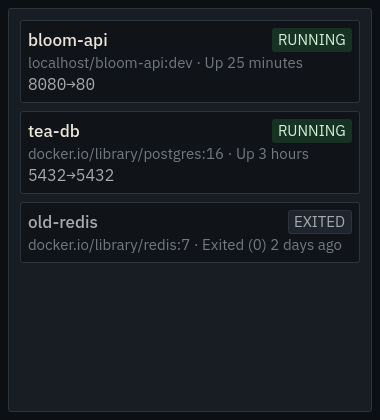 bloom-api RUNNING
localhost/bloom-api:dev · Up 25 minutes
8080→80
tea-db RUNNING
docker.io/library/postgres:16 · Up 3 hours
5432→5432
old-redis EXITED
docker.io/library/redis:7 · Exited (0) 2 days ago